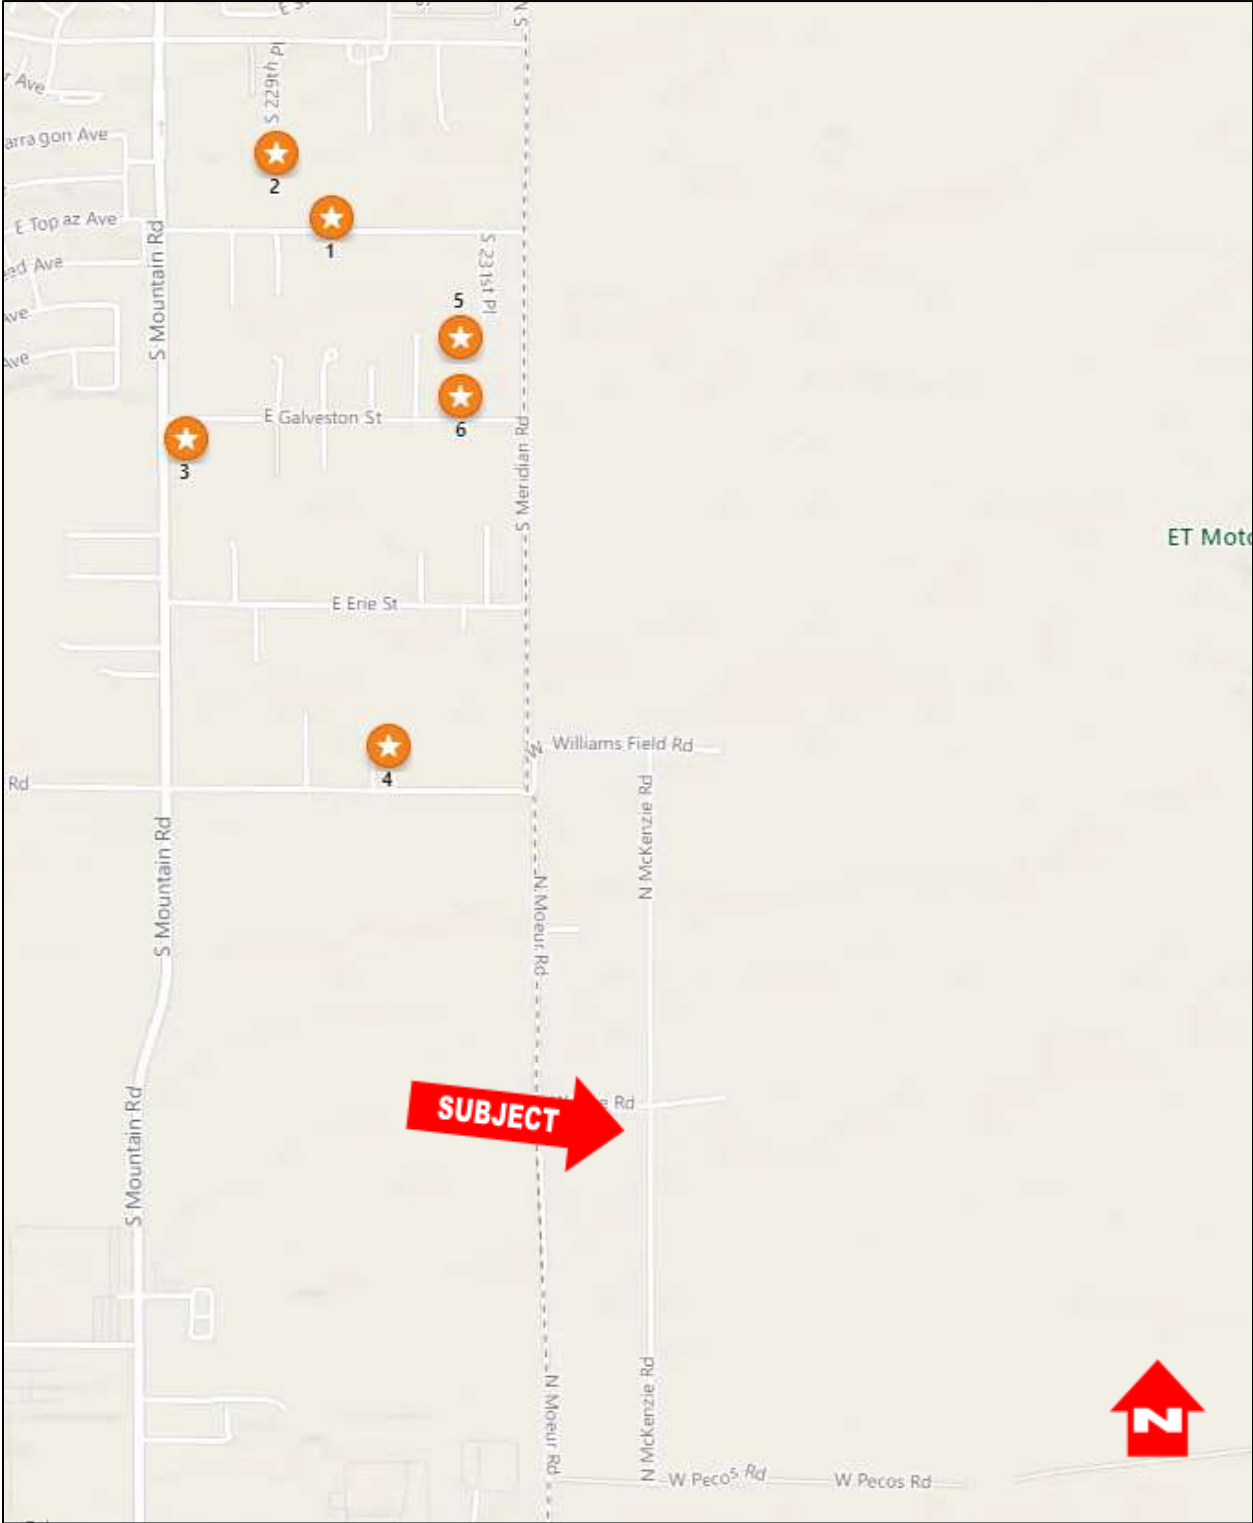 E S
S N
r Ave
S 229th Pl
arragon Ave
2
E Topaz Ave
1
S Mountain Rd
S 231st Pl
ed Ave
5
Ave
Ave
E Galveston St
6
3
S Meridian Rd
ET Moto
E Erie St
W Williams Field Rd
4
Rd
N McKenzie Rd
S Mountain Rd
N Moeur Rd
SUBJECT
Rd
S Mountain Rd
N McKenzie Rd
N Moeur Rd
N
W Pecos Rd
W Pecos Rd